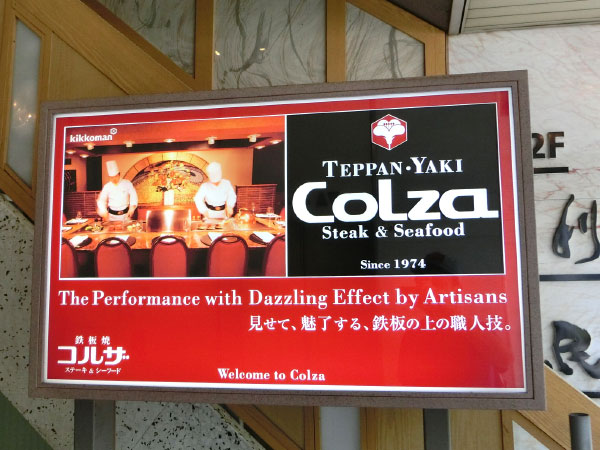 kikkoman
TEPPAN·YAKI
Colza
Steak & Seafood
Since 1974
The Performance with Dazzling Effect by Artisans
見せて、魅了する、鉄板の上の職人技。
鉄板焼
コルザ
ステーキ&シーフード
Welcome to Colza
2F
民